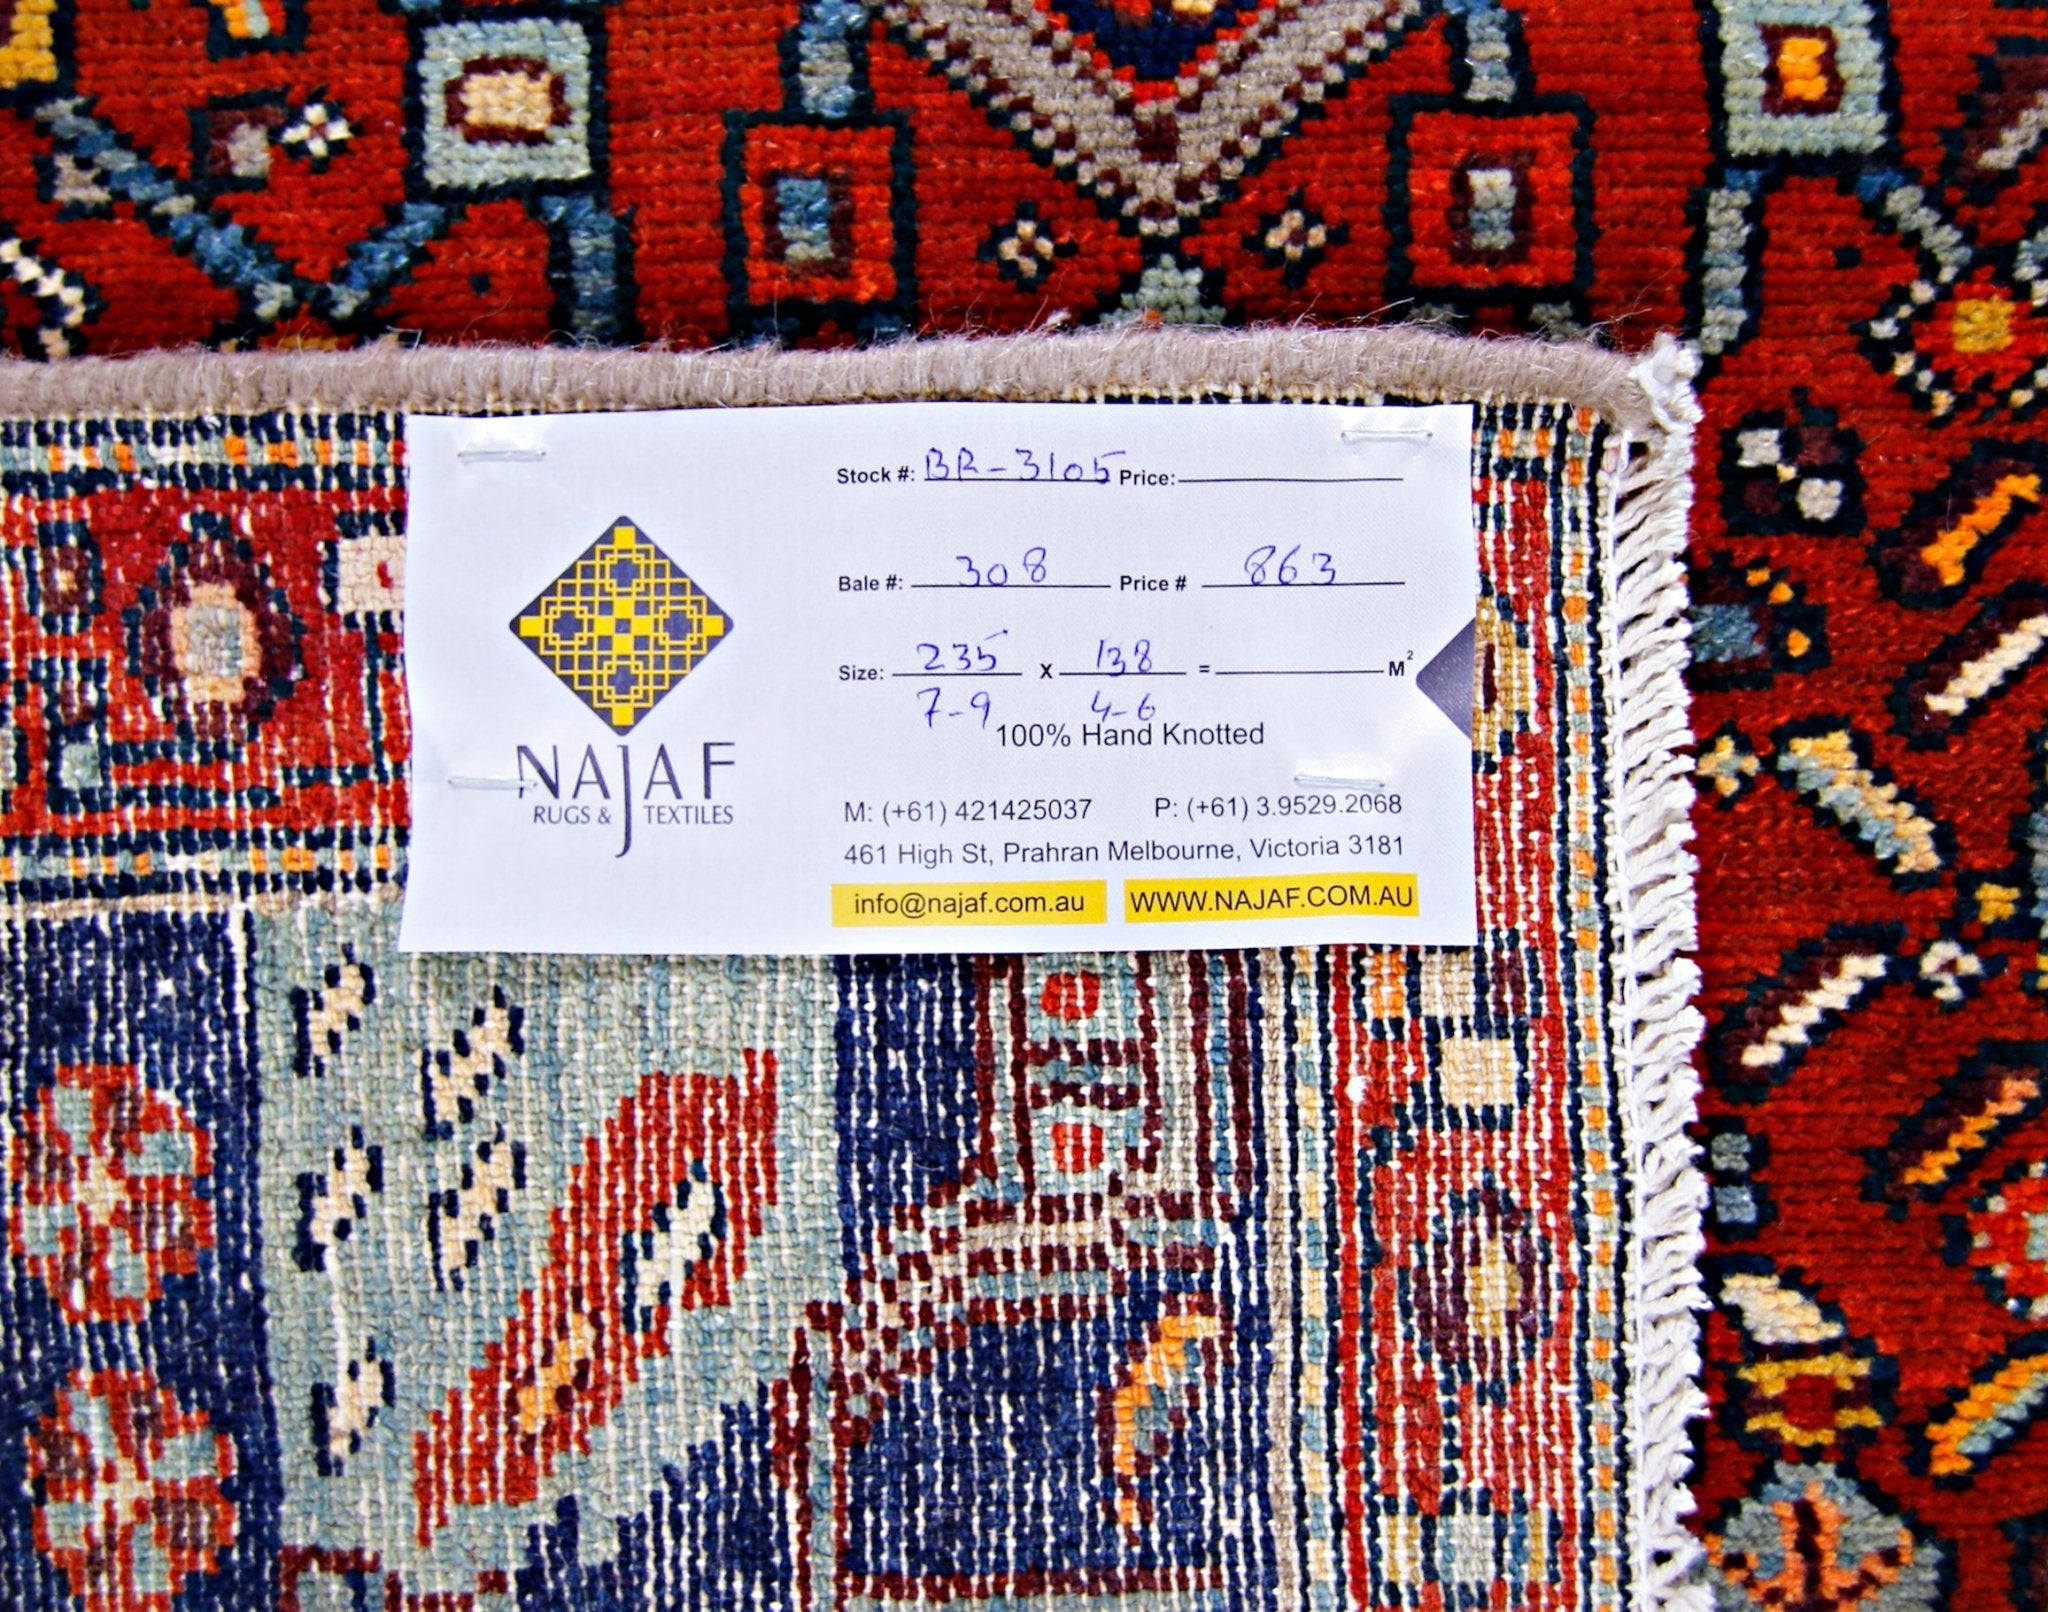 Stock #: BR-3105 Price:
Bale #: 308 Price # 863
Size: 235 x 138 = M²
7-9 4-6
100% Hand Knotted
NAJAF
RUGS & TEXTILES
M: (+61) 421425037 P: (+61) 3.9529.2068
461 High St, Prahran Melbourne, Victoria 3181
info@najaf.com.au WWW.NAJAF.COM.AU